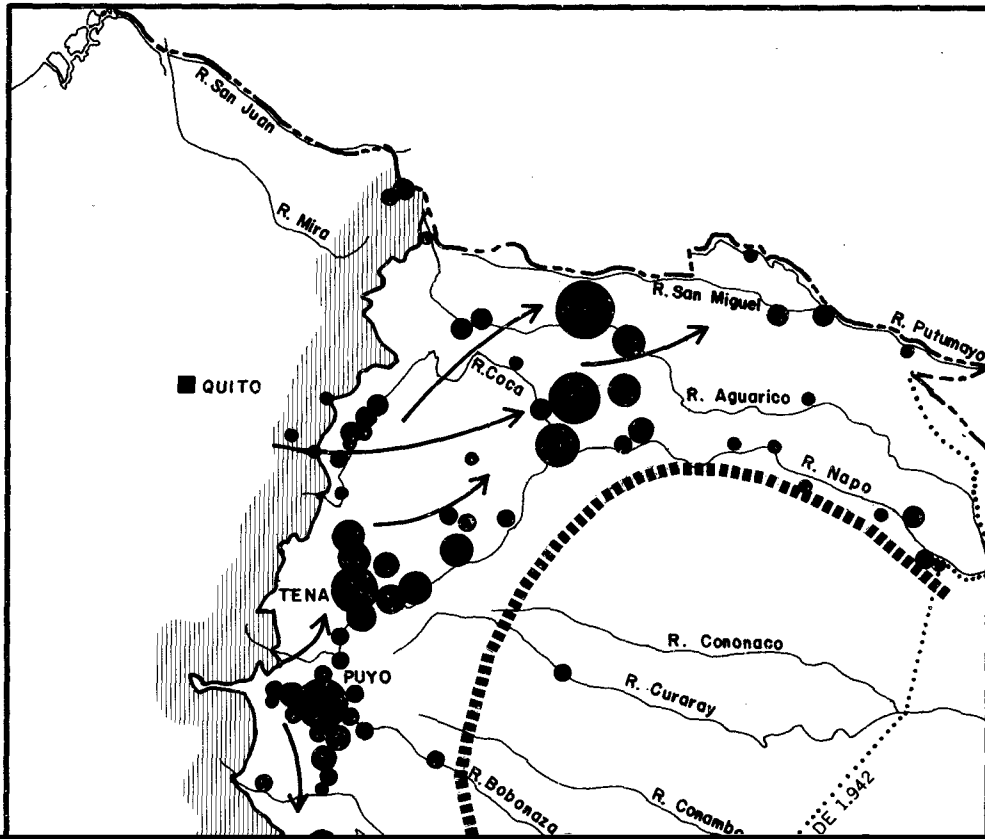 R. San Juan
R. Mira
R. San Miguel
R. Putumayo
QUITO
R. Coca
R. Aguarico
R. Napo
TENA
R. Cononaco
PUYO
R. Curaray
R. Bobonaza
R. Conambo
DE 1.942